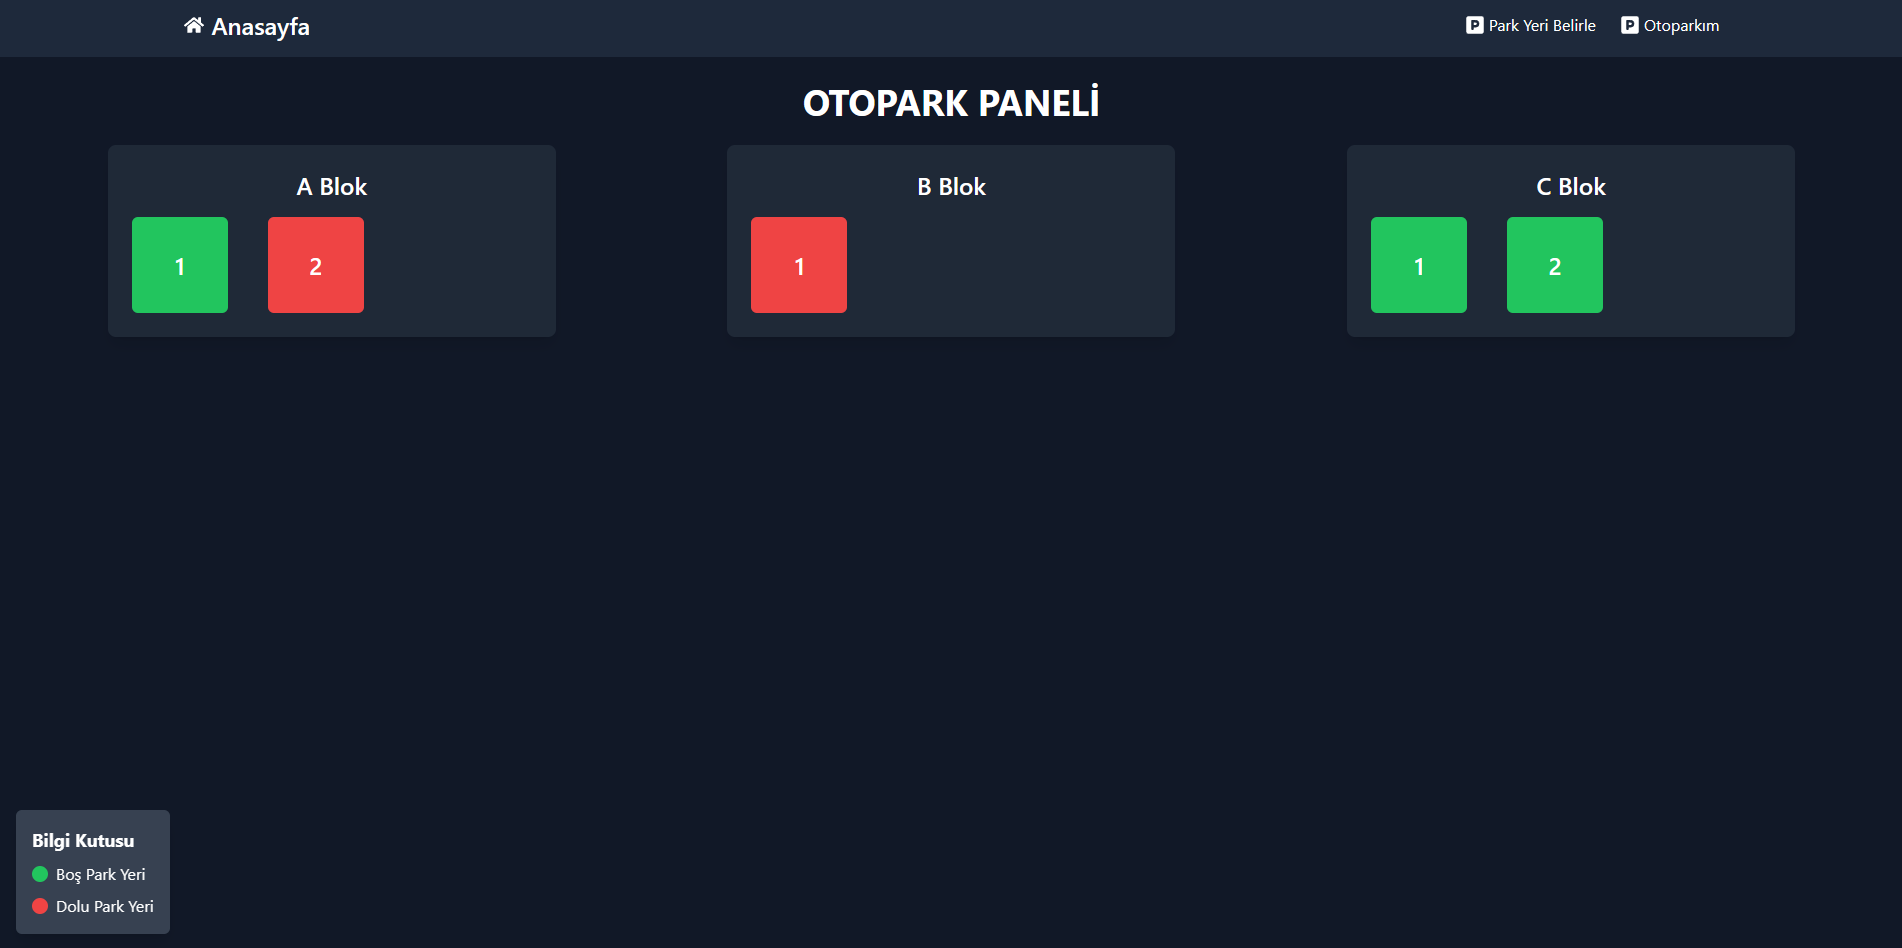 Anasayfa
Park Yeri Belirle
Otoparkım
OTOPARK PANELİ
A Blok
1
2
B Blok
1
C Blok
1
2
Bilgi Kutusu
Boş Park Yeri
Dolu Park Yeri